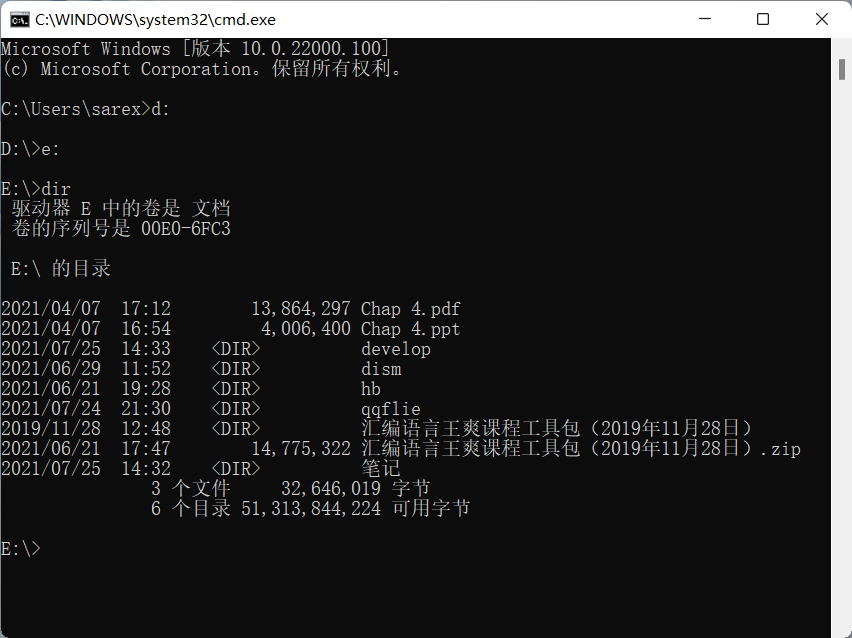 C:\WINDOWS\system32\cmd.exe
Microsoft Windows [版本 10.0.22000.100]
(c) Microsoft Corporation。保留所有权利。
C:\Users\sarex>d:
D:\>e:
E:\>dir
驱动器 E 中的卷是 文档
卷的序列号是 00E0-6FC3
E:\ 的目录
2021/04/07  17:12        13,864,297 Chap 4.pdf
2021/04/07  16:54         4,006,400 Chap 4.ppt
2021/07/25  14:33    <DIR>          develop
2021/06/29  11:52    <DIR>          dism
2021/06/21  19:28    <DIR>          hb
2021/07/24  21:30    <DIR>          qqflie
2019/11/28  12:48    <DIR>          汇编语言王爽课程工具包（2019年11月28日）
2021/06/21  17:47        14,775,322 汇编语言王爽课程工具包（2019年11月28日）.zip
2021/07/25  14:32    <DIR>          笔记
3 个文件     32,646,019 字节
6 个目录 51,313,844,224 可用字节
E:\>